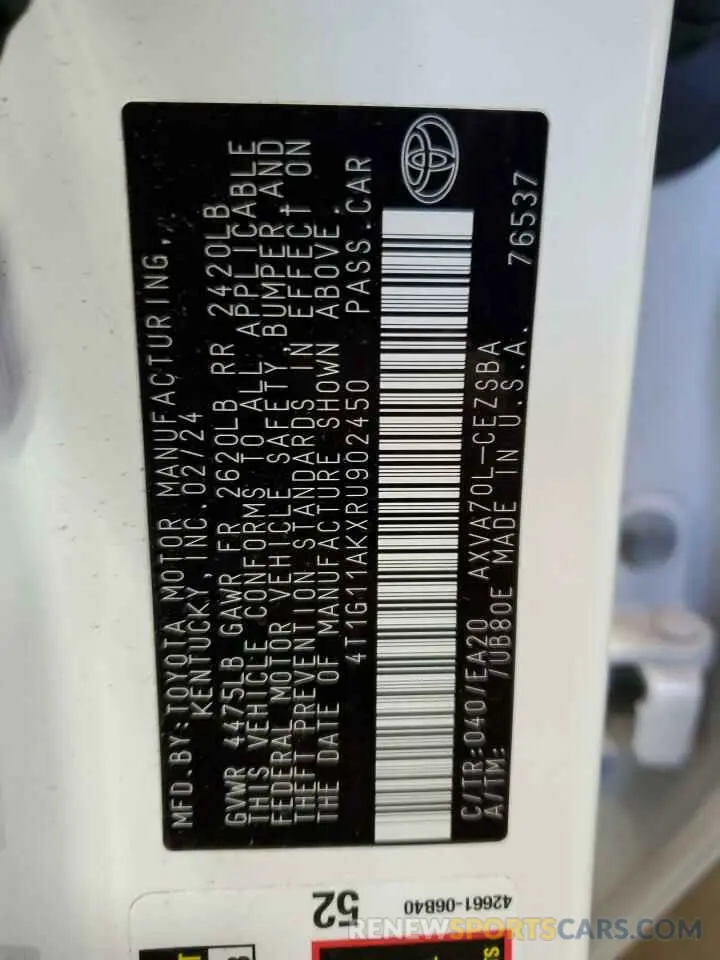 MFD.BY:TOYOTA MOTOR MANUFACTURING,
KENTUCKY, INC. 02/24
GVWR 4475LB GAWR FR 2620LB RR 2420LB
THIS VEHICLE CONFORMS TO ALL APPLICABLE
FEDERAL MOTOR VEHICLE SAFETY, BUMPER, AND
THEFT PREVENTION STANDARDS IN EFFECT ON
THE DATE OF MANUFACTURE SHOWN ABOVE.
4T1G11AKXRU902450 PASS.CAR
C/TR:040/EA20 AXVA70L-CEZSBA
A/TM: /UB80E MADE IN U.S.A. 76537
52
42661-06B40
RENEWSPORTSCARS.COM